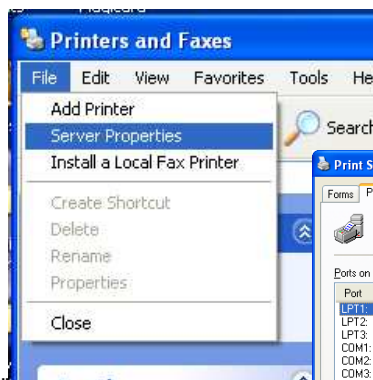 Printers and Faxes
File Edit View Favorites Tools He
Add Printer
Server Properties
Install a Local Fax Printer
Create Shortcut
Delete
Rename
Properties
Close
Search
Print S
Forms P
Ports on
Port
LPT1:
LPT2:
LPT3:
COM1:
COM2:
COM3: